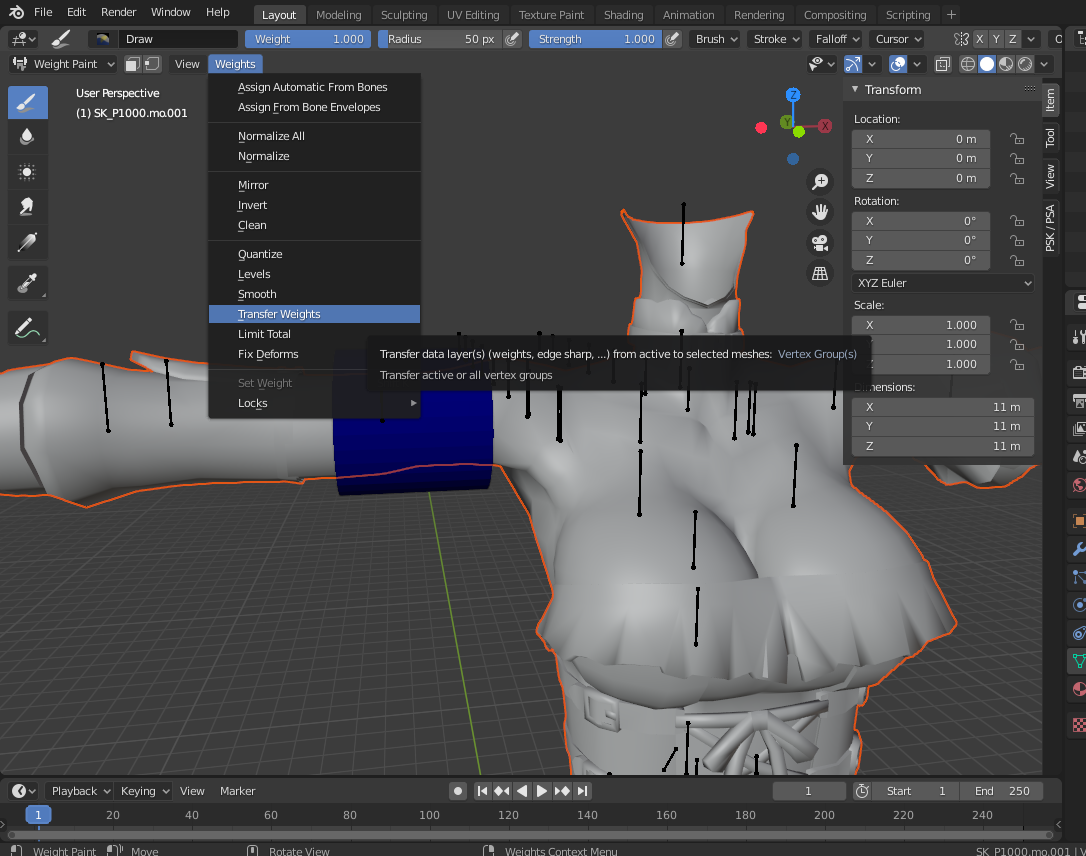 File Edit Render Window Help Layout Modeling Sculpting UV Editing Texture Paint Shading Animation Rendering Compositing Scripting +
Draw Weight 1.000 Radius 50 px Strength 1.000 Brush Stroke Falloff Cursor X Y Z
Weight Paint View Weights
User Perspective
(1) SK_P1000.mo.001
Assign Automatic From Bones
Assign From Bone Envelopes
Normalize All
Normalize
Mirror
Invert
Clean
Quantize
Levels
Smooth
Transfer Weights
Limit Total
Fix Deforms
Set Weight
Locks
Transfer data layer(s) (weights, edge sharp, ...) from active to selected meshes: Vertex Group(s)
Transfer active or all vertex groups
Z
Y
X
Transform
Location:
X 0 m
Y 0 m
Z 0 m
Rotation:
X 0°
Y 0°
Z 0°
XYZ Euler
Scale:
X 1.000
1.000
1.000
X 11 m
Y 11 m
Z 11 m
Item
Tool
View
PSK / PSA
Playback Keying View Marker 1 Start 1 End 250
1 20 40 60 80 100 120 140 160 180 200 220 240
Weight Paint Move Rotate View Weights Context Menu SK_P1000.mo.001 |